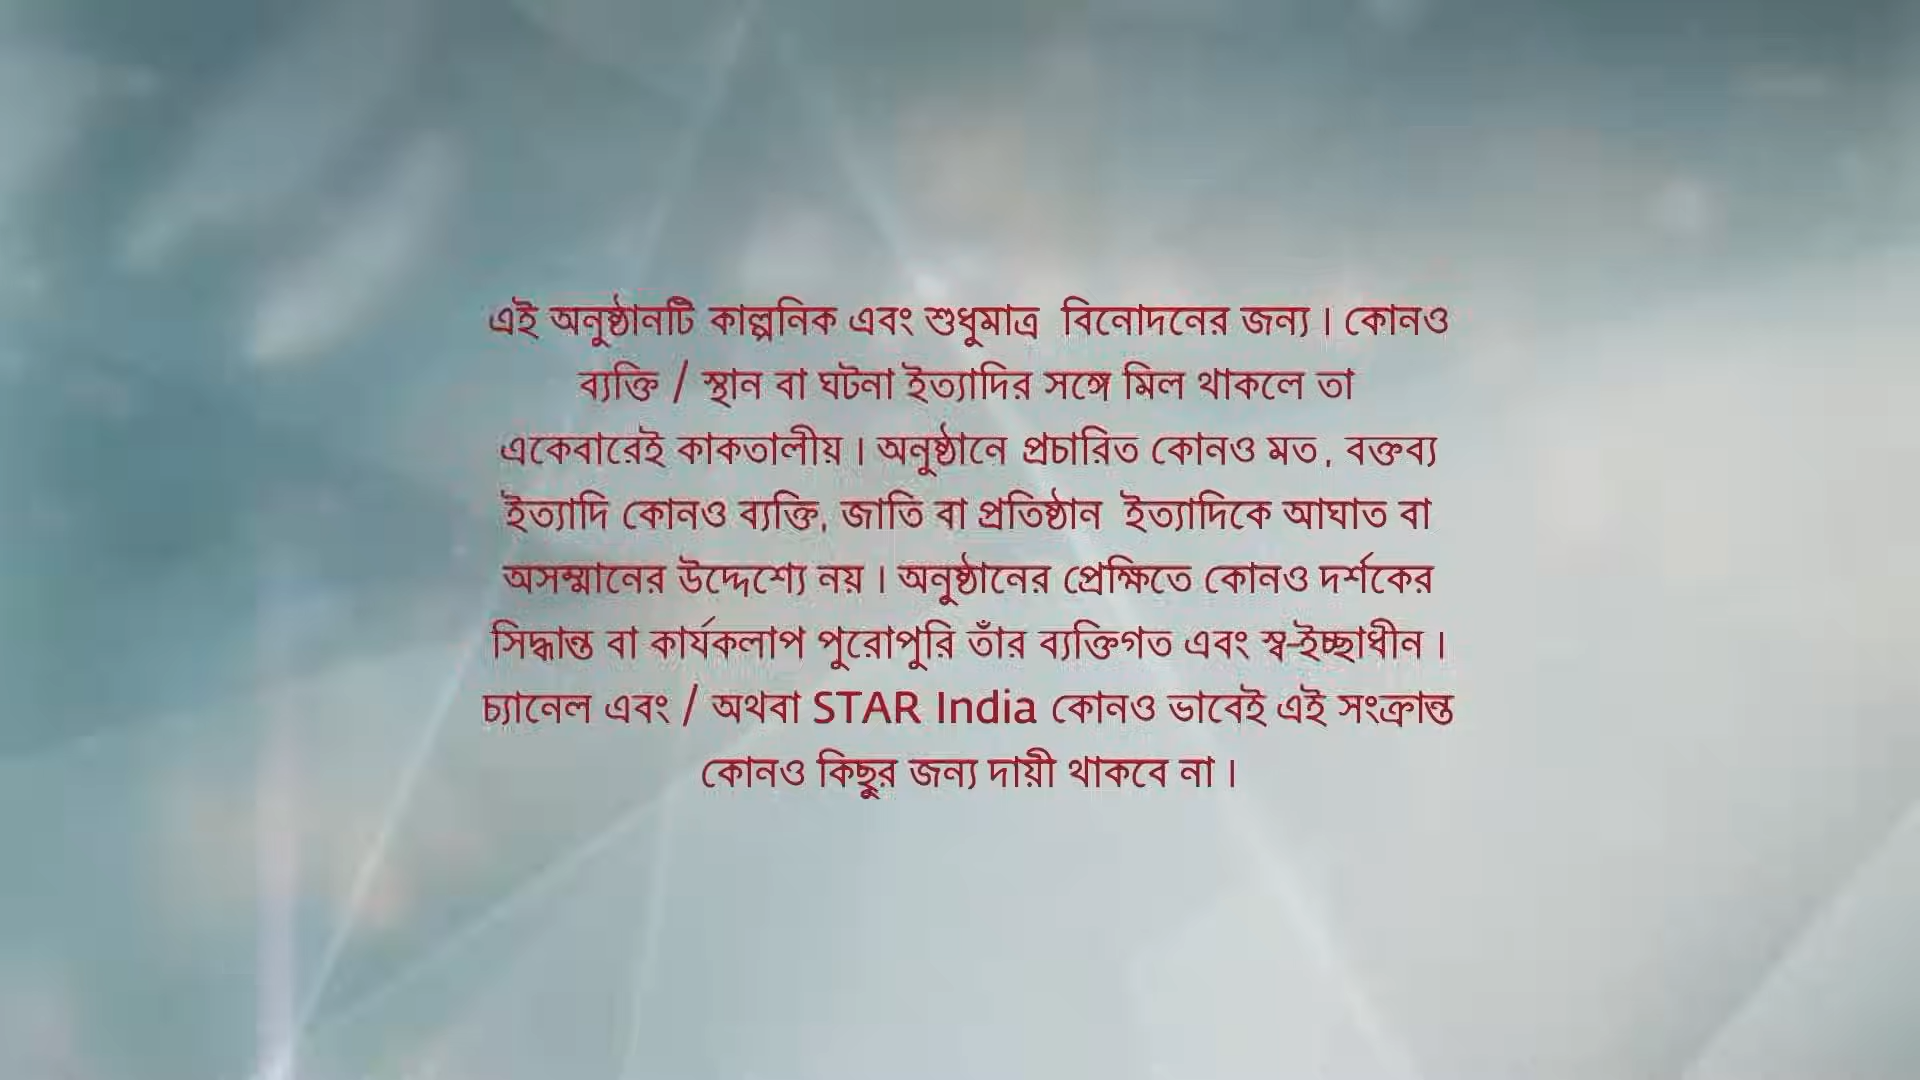 এই অনুষ্ঠানটি কাল্পনিক এবং শুধুমাত্র বিনোদনের জন্য । কোনও
ব্যক্তি / স্থান বা ঘটনা ইত্যাদির সঙ্গে মিল থাকলে তা
একেবারেই কাকতালীয় । অনুষ্ঠানে প্রচারিত কোনও মত , বক্তব্য
ইত্যাদি কোনও ব্যক্তি, জাতি বা প্রতিষ্ঠান ইত্যাদিকে আঘাত বা
অসম্মানের উদ্দেশ্যে নয় । অনুষ্ঠানের প্রেক্ষিতে কোনও দর্শকের
সিদ্ধান্ত বা কার্যকলাপ পুরোপুরি তাঁর ব্যক্তিগত এবং স্ব-ইচ্ছাধীন ।
চ্যানেল এবং / অথবা STAR India কোনও ভাবেই এই সংক্রান্ত
কোনও কিছুর জন্য দায়ী থাকবে না ।